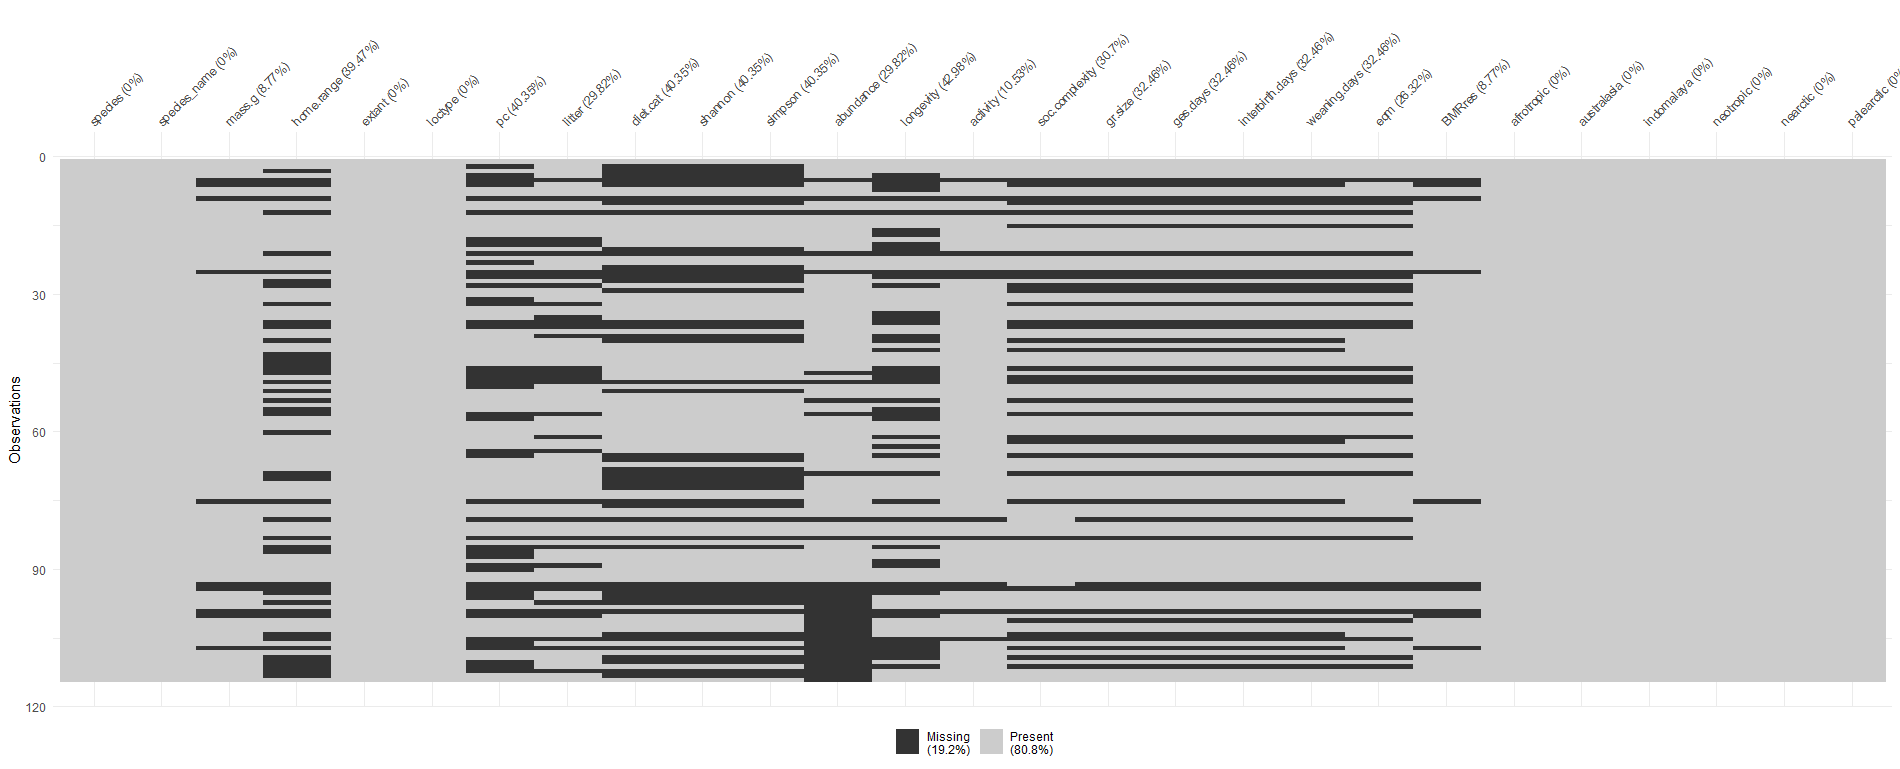 species (0%)
species_name (0%)
mass.g (8.77%)
home.range (39.47%)
extant (0%)
loctype (0%)
pc (40.35%)
litter (29.82%)
diet.cat (40.35%)
shannon (40.35%)
simpson (40.35%)
abundance (29.82%)
longevity (42.98%)
activity (10.53%)
soc.complexity (30.7%)
gr.size (32.46%)
ges.days (32.46%)
interbirth.days (32.46%)
weaning.days (32.46%)
eqm (26.32%)
BMRres (8.77%)
afrotropic (0%)
australasia (0%)
indomalaya (0%)
neotropic (0%)
nearctic (0%)
palearctic (0%
0
30
60
90
120
Observations
Missing
(19.2%)
Present
(80.8%)